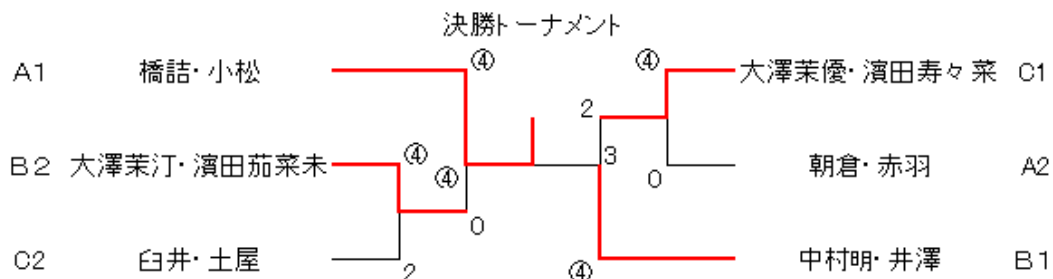 決勝トーナメント
A1 橋詰・小松 ④ ④ 大澤茉優・濱田寿々菜 C1
2
B2 大澤茉汀・濱田茄菜未 ④ ④ 3 0 朝倉・赤羽 A2
0
C2 臼井・土屋 2 ④ 中村明・井澤 B1